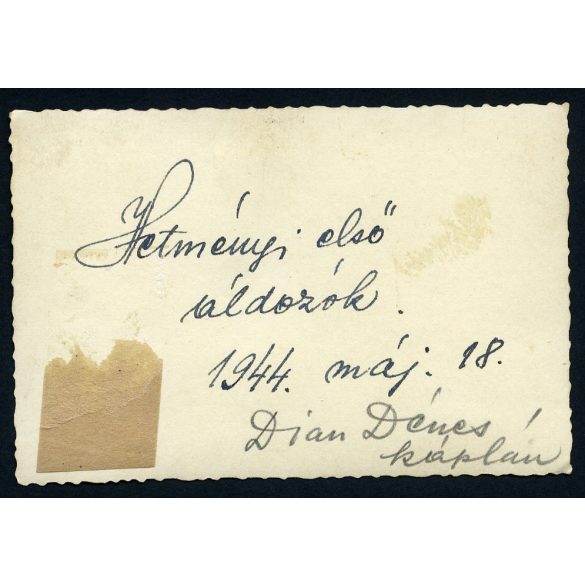 Hetményi első
áldozók.
1944. máj. 18.
Dian Dénes
káplán